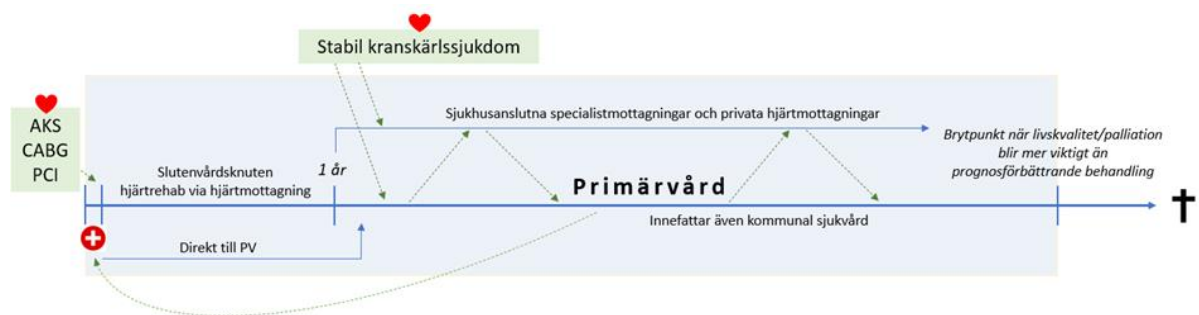 Stabil kranskärlssjukdom
AKS
CABG
PCI
Sjukhusanslutna specialistmottagningar och privata hjärtmottagningar
Brytpunkt när livskvalitet/palliation
blir mer viktigt än
prognosförbättrande behandling
Slutenvårdsknuten
hjärtrehab via hjärtmottagning
1 år
Primärvård
Innefattar även kommunal sjukvård
Direkt till PV